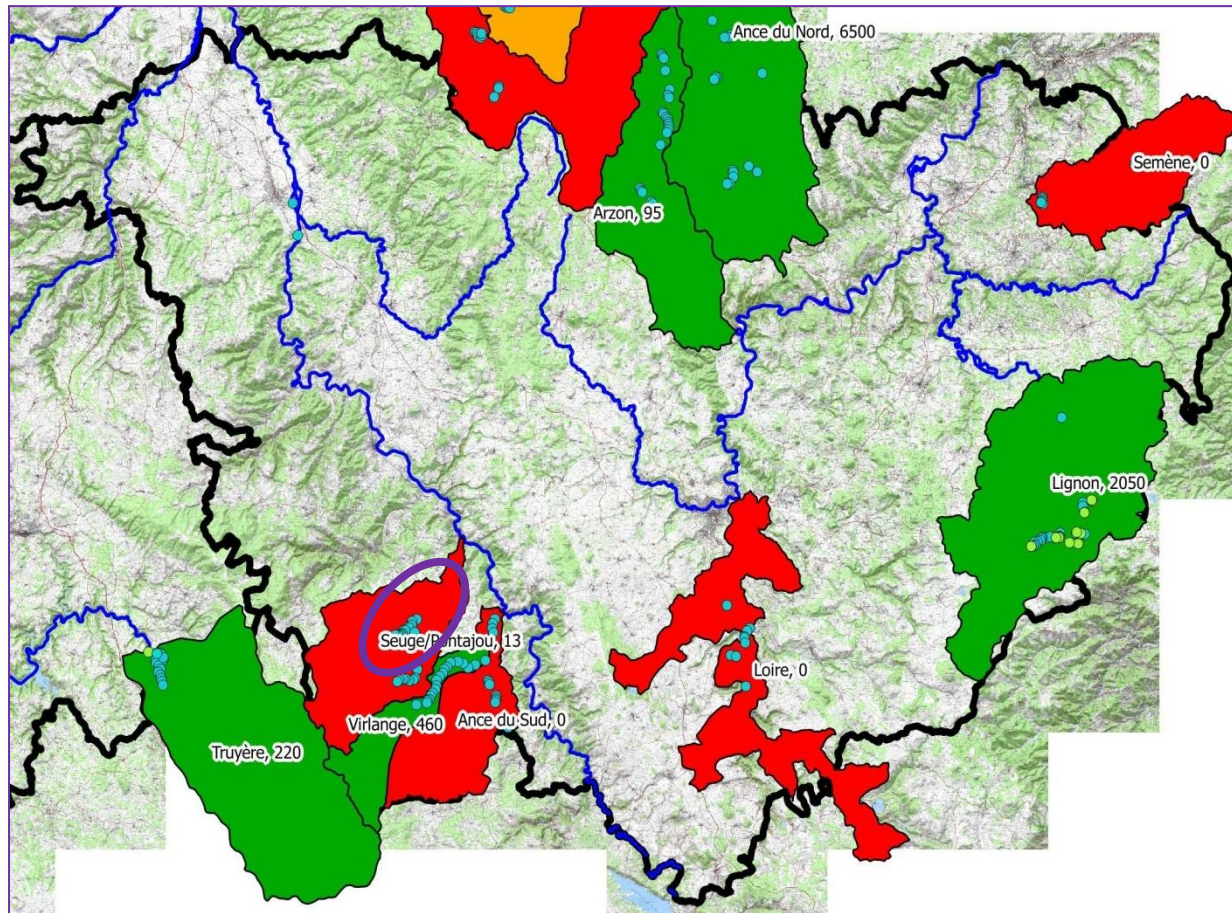 Ance du Nord, 6500
Semène, 0
Arzon, 95
Lignon, 2050
Seuge/Pontajou, 13
Loire, 0
Virlange, 460
Ance du Sud, 0
Truyère, 220